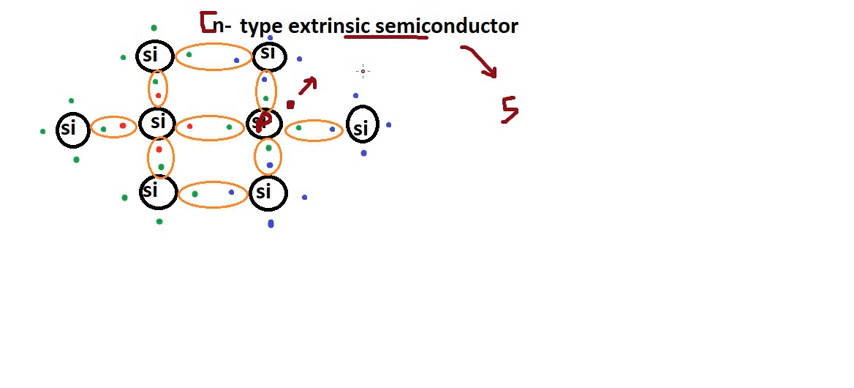 n- type extrinsic semiconductor
5
si si
si si p si
si si